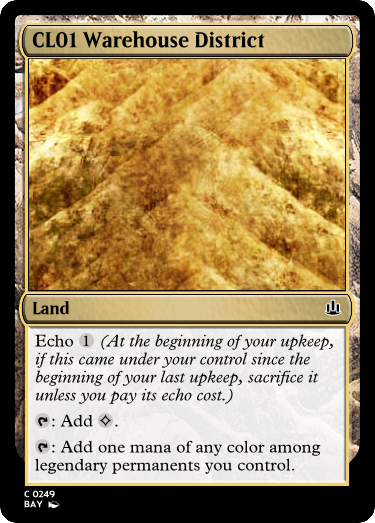 CL01 Warehouse District
Land
Echo 1 (At the beginning of your upkeep,
if this came under your control since the
beginning of your last upkeep, sacrifice it
unless you pay its echo cost.)
: Add .
: Add one mana of any color among
legendary permanents you control.
C 0249
BAY